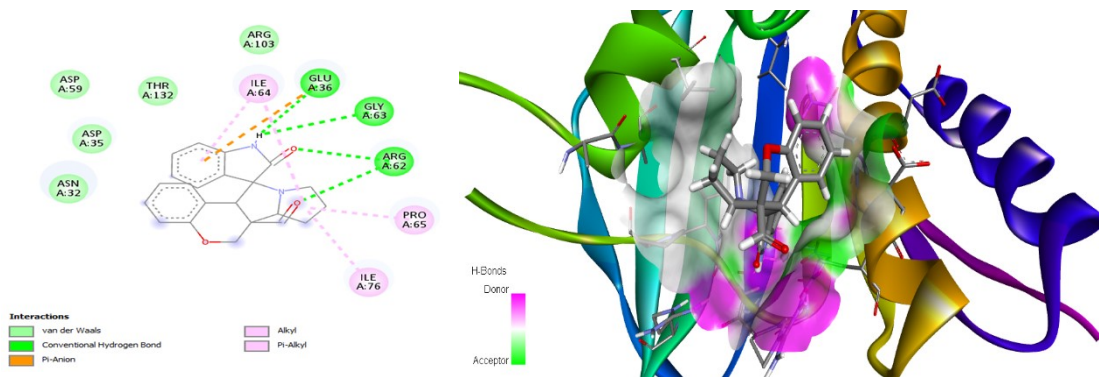 ARG
A:103
ASP
A:59
THR
A:132
ILE
A:64
GLU
A:36
GLY
A:63
ASP
A:35
ARG
A:62
ASN
A:32
PRO
A:65
ILE
A:76
H
N
O
N
O
O
Interactions
van der Waals
Conventional Hydrogen Bond
Pi-Anion
Alkyl
Pi-Alkyl
H-Bonds
Donor
Acceptor